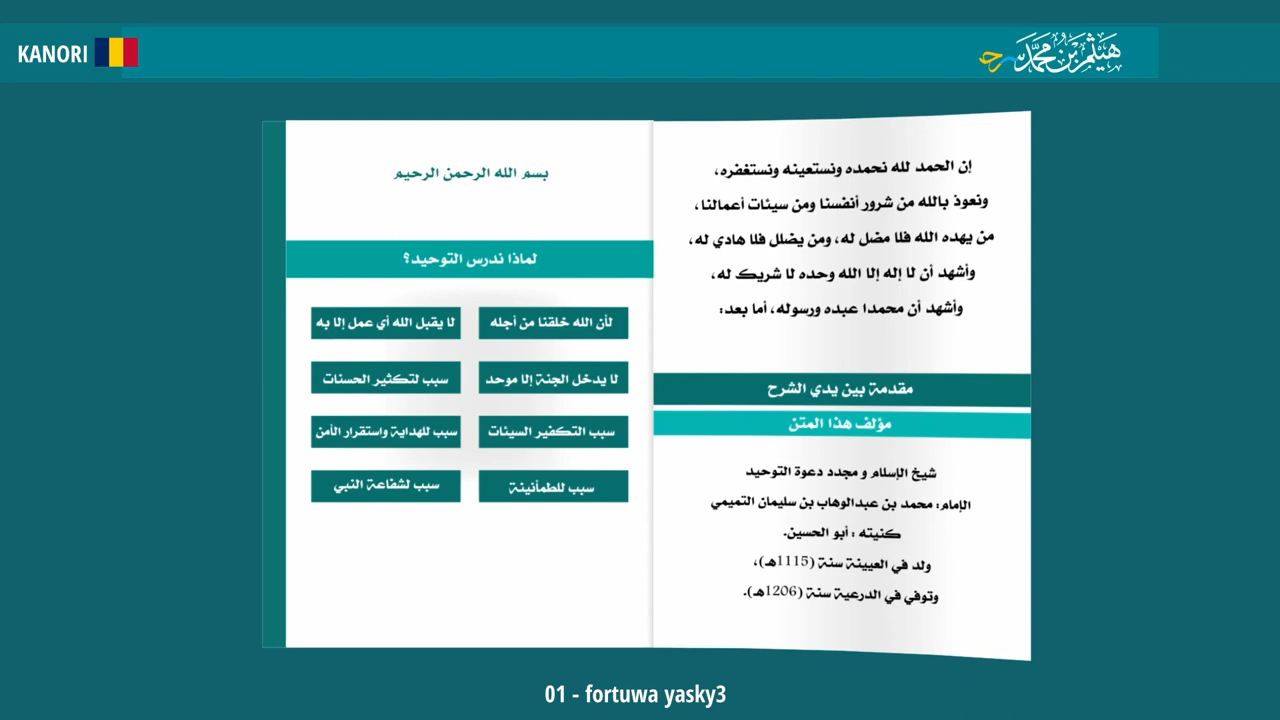 KANORI
هيثم بن محمد سرحان
إن الحمد لله نحمده ونستعينه ونستغفره،
ونعوذ بالله من شرور أنفسنا ومن سيئات أعمالنا،
من يهده الله فلا مضل له، ومن يضلل فلا هادي له،
وأشهد أن لا إله إلا الله وحده لا شريك له،
وأشهد أن محمدا عبده ورسوله، أما بعد:
مقدمة بين يدي الشرح
مؤلف هذا المتن
شيخ الإسلام و مجدد دعوة التوحيد
الإمام: محمد بن عبدالوهاب بن سليمان التميمي
كنيته : أبو الحسين.
ولد في العيينة سنة (1115هـ)،
وتوفي في الدرعية سنة (1206هـ).
بسم الله الرحمن الرحيم
لماذا ندرس التوحيد؟
لأن الله خلقنا من أجله
لا يقبل الله أي عمل إلا به
لا يدخل الجنة إلا موحد
سبب لتكثير الحسنات
سبب التكفير السيئات
سبب للهداية واستقرار الأمن
سبب للطمأنينة
سبب لشفاعة النبي
01 - fortuwa yasky3